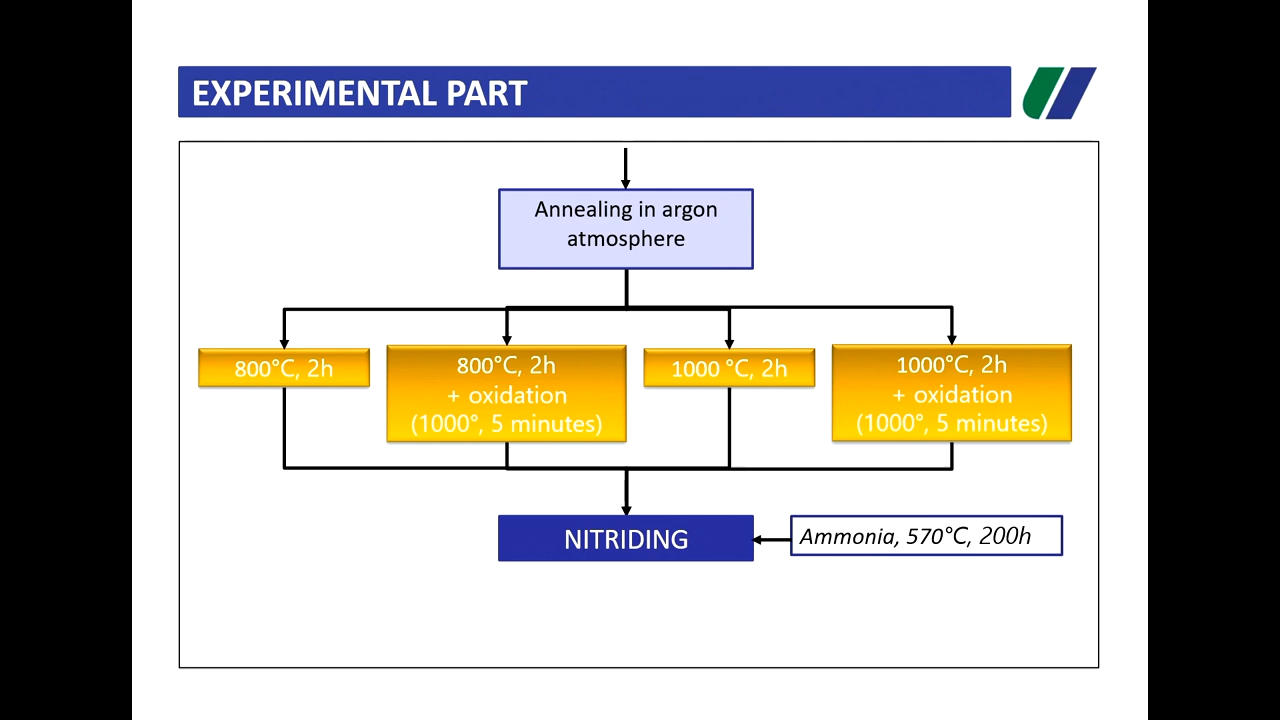 EXPERIMENTAL PART
Annealing in argon
atmosphere
800°C, 2h
800°C, 2h
+ oxidation
(1000°, 5 minutes)
1000 °C, 2h
1000°C, 2h
+ oxidation
(1000°, 5 minutes)
NITRIDING
Ammonia, 570°C, 200h